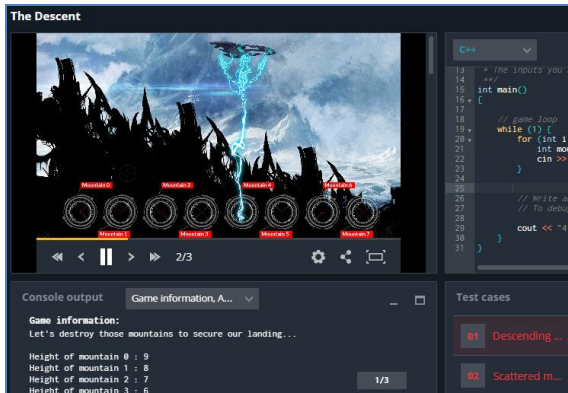 The Descent
Mountain 0
Mountain 2
Mountain 4
Mountain 6
Mountain 1
Mountain 3
Mountain 5
Mountain 7
2/3
C++
13 * The inputs you
14 **/
15 int main()
16 {
17
18 // game loop
19 while (1) {
20 for (int i
21 int mou
22 cin >>
23 }
24
25
26 // Write a
27 // To debu
28
29 cout << "4
30 }
31 }
Console output
Game information, A...
Game information:
Let's destroy those mountains to secure our landing...
Height of mountain 0 : 9
Height of mountain 1 : 8
Height of mountain 2 : 7
Height of mountain 3 : 6
1/3
Test cases
01 Descending ...
02 Scattered m...